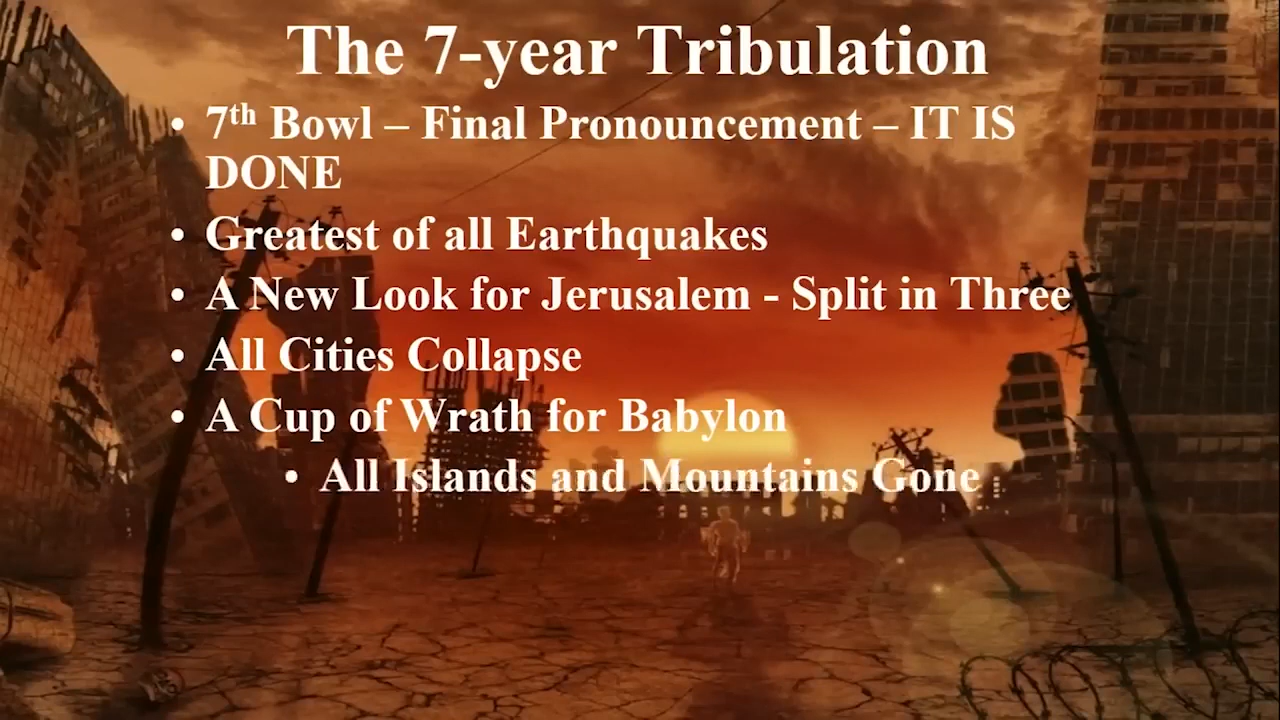 The 7-year Tribulation
• 7th Bowl – Final Pronouncement – IT IS
DONE
• Greatest of all Earthquakes
• A New Look for Jerusalem - Split in Three
• All Cities Collapse
• A Cup of Wrath for Babylon
• All Islands and Mountains Gone